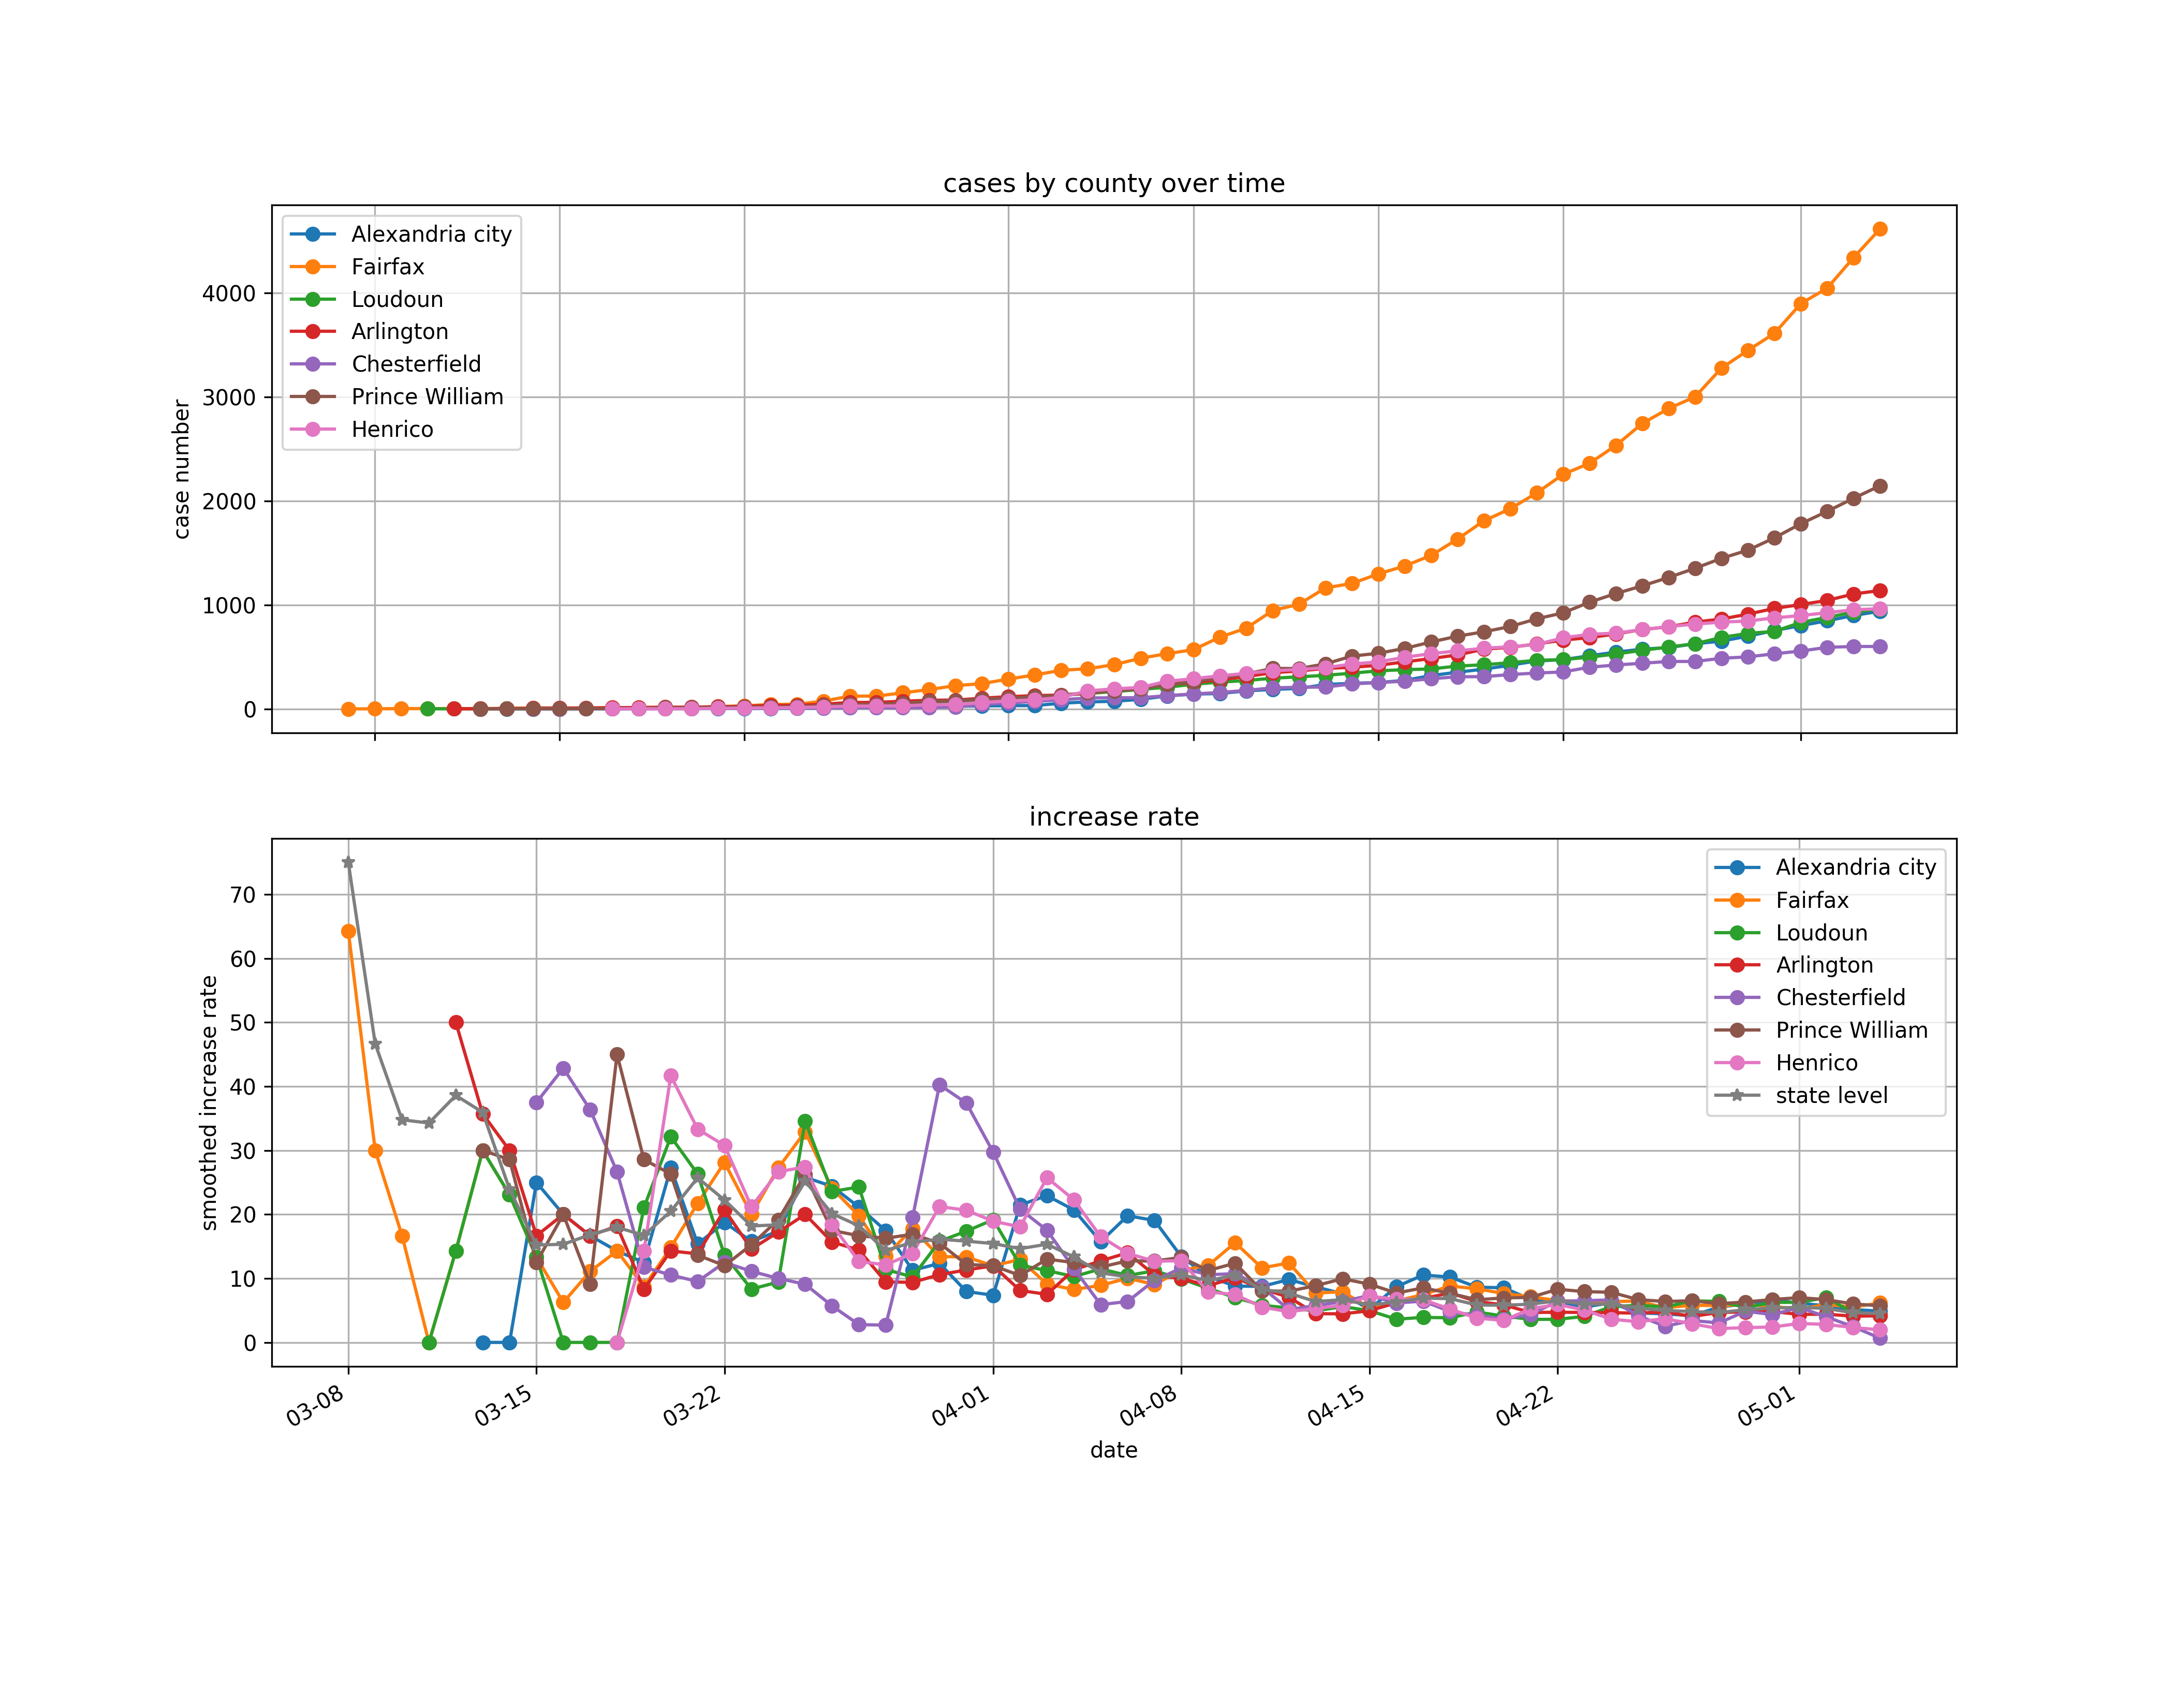 cases by county over time
Alexandria city
Fairfax
Loudoun
Arlington
Chesterfield
Prince William
Henrico
case number
4000
3000
2000
1000
0
increase rate
Alexandria city
Fairfax
Loudoun
Arlington
Chesterfield
Prince William
Henrico
state level
smoothed increase rate
70
60
50
40
30
20
10
0
03-08
03-15
03-22
04-01
04-08
04-15
04-22
05-01
date